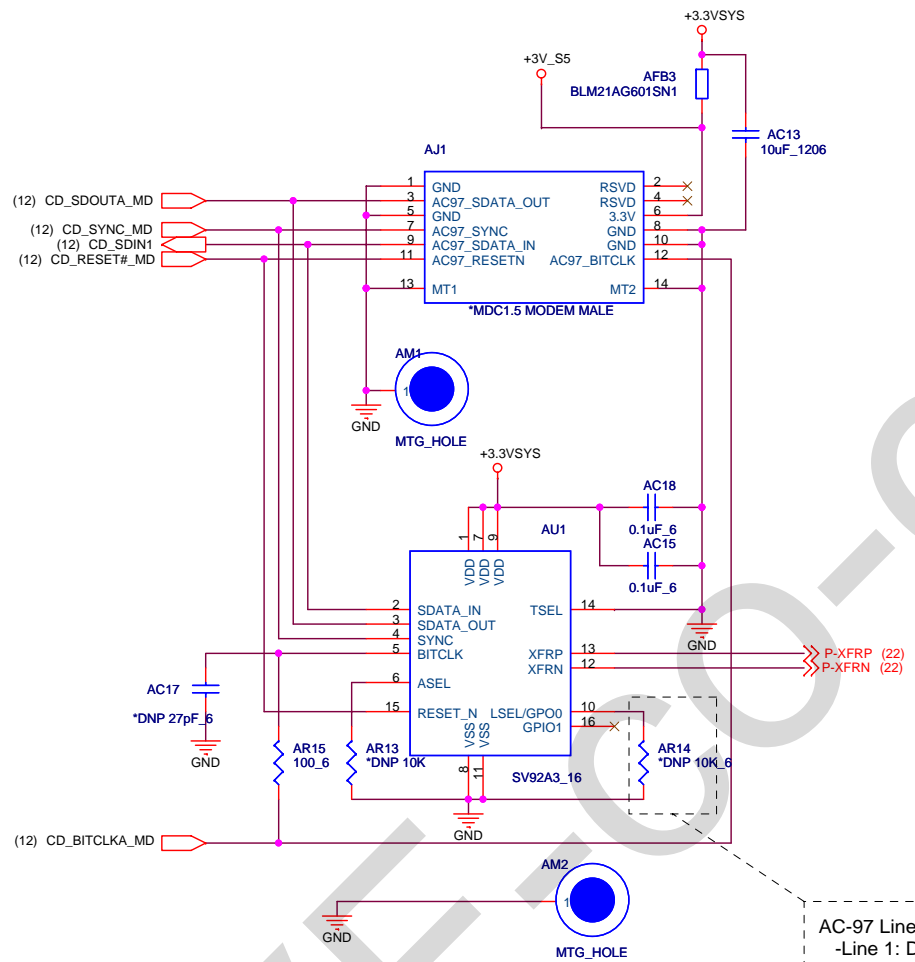 +3.3VSYS
+3V_S5
AFB3
BLM21AG601SN1
AC13
10uF_1206
AJ1
1 GND RSVD 2
(12) CD_SDOUTA_MD 3 AC97_SDATA_OUT RSVD 4
5 GND 3.3V 6
(12) CD_SYNC_MD 7 AC97_SYNC GND 8
(12) CD_SDIN1 9 AC97_SDATA_IN GND 10
(12) CD_RESET#_MD 11 AC97_RESETN AC97_BITCLK 12
13 MT1 MT2 14
*MDC1.5 MODEM MALE
AM1
1
GND
MTG_HOLE
+3.3VSYS
AC18
0.1uF_6
AU1
1 7 9
VDD VDD VDD
AC15
0.1uF_6
2 SDATA_IN TSEL 14
3 SDATA_OUT
4 SYNC
GND
5 BITCLK XFRP 13 P-XFRP (22)
XFRN 12 P-XFRN (22)
6 ASEL
AC17
*DNP 27pF_6
15 RESET_N LSEL/GPO0 10
GPIO1 16
VSS VSS
8 11
GND
AR15
100_6
AR13
*DNP 10K
SV92A3_16
AR14
*DNP 10K_6
GND
(12) CD_BITCLKA_MD
AM2
1
GND
MTG_HOLE
AC-97 Line
-Line 1: D